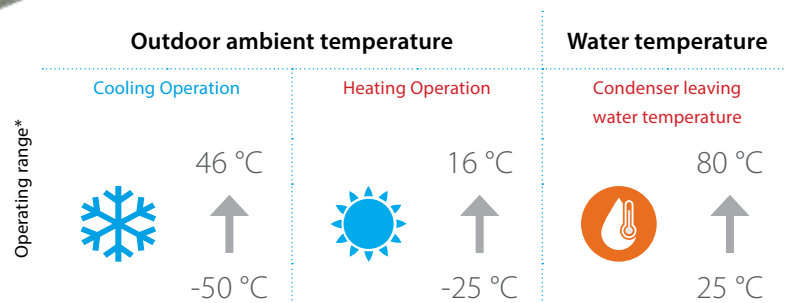 Outdoor ambient temperature
Water temperature
Cooling Operation
Heating Operation
Condenser leaving
water temperature
Operating range*
46 °C
16 °C
80 °C
-50 °C
-25 °C
25 °C